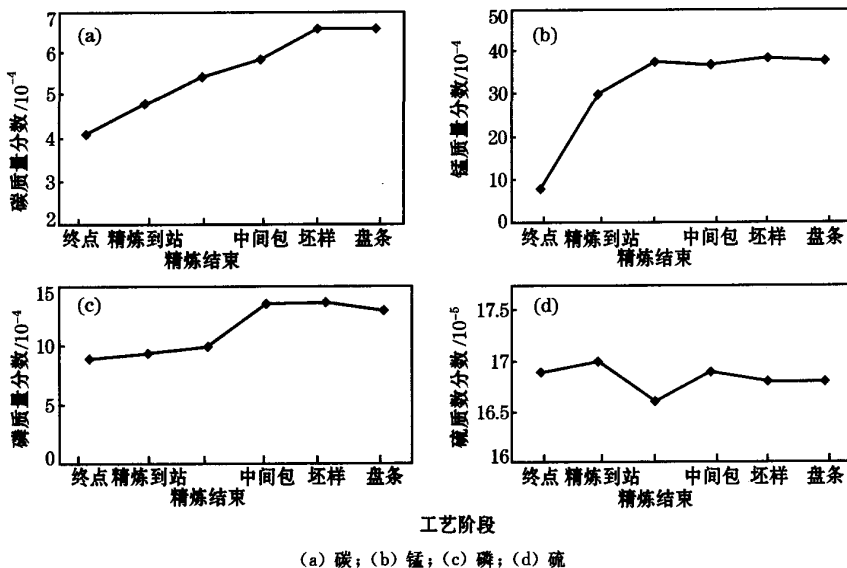 (a)
碳质量分数/10⁻⁴
7
6
5
4
3
2
终点 精炼到站 中间包 坯样 盘条
精炼结束
(b)
锰质量分数/10⁻⁴
50
40
30
20
10
0
终点 精炼到站 中间包 坯样 盘条
精炼结束
(c)
磷质量分数/10⁻⁴
15
10
5
0
终点 精炼到站 中间包 坯样 盘条
精炼结束
(d)
硫质数分数/10⁻⁵
17.5
17
16.5
16
终点 精炼到站 中间包 坯样 盘条
精炼结束
工艺阶段
(a) 碳；(b) 锰；(c) 磷；(d) 硫